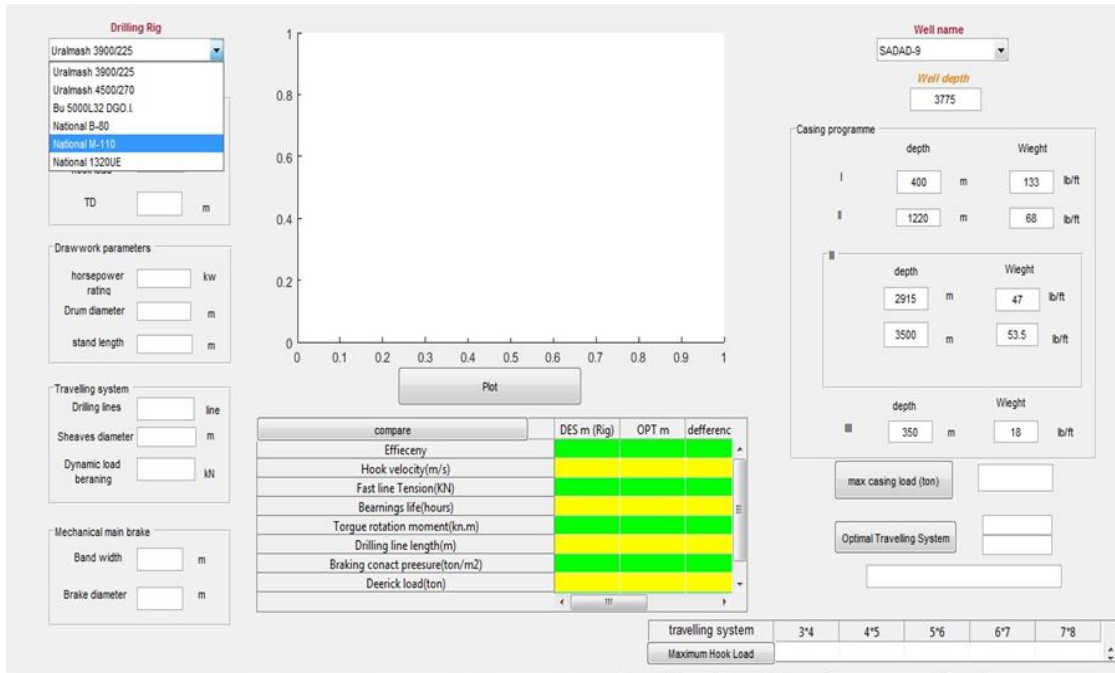 Drilling Rig
Uralmash 3900/225
Uralmash 3900/225
Uralmash 4500/270
Bu 5000L32 DGO.I.
National B-80
National M-110
National 1320UE
TD m
Drawwork parameters
horsepower rating kw
Drum diameter m
stand length m
Travelling system
Drilling lines line
Sheaves diameter m
Dynamic load beraning kN
Mechanical main brake
Band width m
Brake diameter m
1
0.8
0.6
0.4
0.2
0
0 0.1 0.2 0.3 0.4 0.5 0.6 0.7 0.8 0.9 1
Plot
compare DES m (Rig) OPT m defferenc
Effieceny
Hook velocity(m/s)
Fast line Tension(KN)
Bearnings life(hours)
Torgue rotation moment(kn.m)
Drilling line length(m)
Braking conact preesure(ton/m2)
Deerick load(ton)
Well name
SADAD-9
Well depth
3775
Casing programme
depth Wieght
I 400 m 133 lb/ft
II 1220 m 68 lb/ft
III
depth Wieght
2915 m 47 lb/ft
3500 m 53.5 lb/ft
depth Wieght
350 m 18 lb/ft
max casing load (ton)
Optimal Travelling System
travelling system 3*4 4*5 5*6 6*7 7*8
Maximum Hook Load